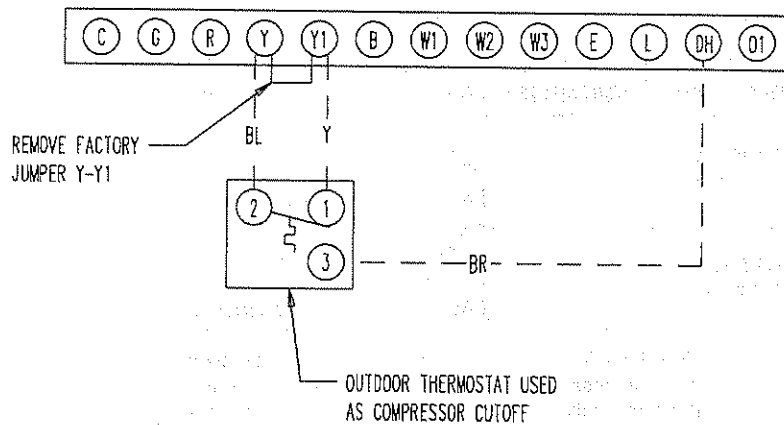 C G R Y Y1 B W1 W2 W3 E L DH O1
REMOVE FACTORY
JUMPER Y-Y1
BL Y
2 1
3
BR
OUTDOOR THERMOSTAT USED
AS COMPRESSOR CUTOFF